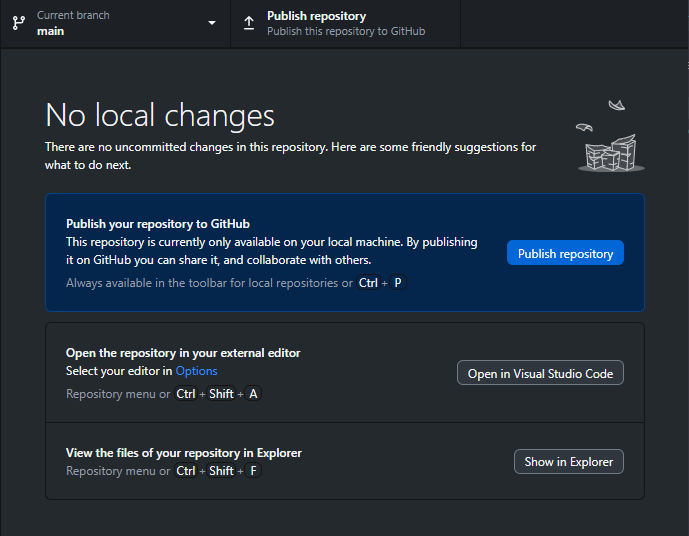 Current branch
main
Publish repository
Publish this repository to GitHub
No local changes
There are no uncommitted changes in this repository. Here are some friendly suggestions for
what to do next.
Publish your repository to GitHub
This repository is currently only available on your local machine. By publishing
it on GitHub you can share it, and collaborate with others.
Always available in the toolbar for local repositories or Ctrl + P
Publish repository
Open the repository in your external editor
Select your editor in Options
Repository menu or Ctrl + Shift + A
Open in Visual Studio Code
View the files of your repository in Explorer
Repository menu or Ctrl + Shift + F
Show in Explorer